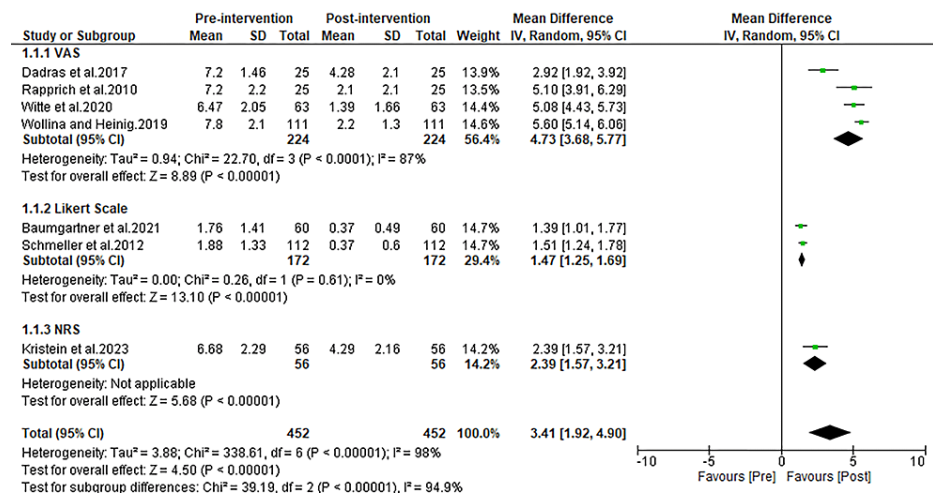 Pre-intervention Post-intervention Mean Difference Mean Difference
Study or Subgroup Mean SD Total Mean SD Total Weight IV, Random, 95% CI IV, Random, 95% CI
1.1.1 VAS
Dadras et.al.2017 7.2 1.46 25 4.28 2.1 25 13.9% 2.92 [1.92, 3.92]
Rapprich et.al.2010 7.2 2.2 25 2.1 2.1 25 13.5% 5.10 [3.91, 6.29]
Witte et.al.2020 6.47 2.05 63 1.39 1.66 63 14.4% 5.08 [4.43, 5.73]
Wollina and Heinig.2019 7.8 2.1 111 2.2 1.3 111 14.6% 5.60 [5.14, 6.06]
Subtotal (95% CI) 224 224 56.4% 4.73 [3.68, 5.77]
Heterogeneity: Tau² = 0.94; Chi² = 22.70, df = 3 (P < 0.0001); I² = 87%
Test for overall effect: Z = 8.89 (P < 0.00001)
1.1.2 Likert Scale
Baumgartner et.al.2021 1.76 1.41 60 0.37 0.49 60 14.7% 1.39 [1.01, 1.77]
Schmeller et.al.2012 1.88 1.33 112 0.37 0.6 112 14.7% 1.51 [1.24, 1.78]
Subtotal (95% CI) 172 172 29.4% 1.47 [1.25, 1.69]
Heterogeneity: Tau² = 0.00; Chi² = 0.26, df = 1 (P = 0.61); I² = 0%
Test for overall effect: Z = 13.10 (P < 0.00001)
1.1.3 NRS
Kristein et.al.2023 6.68 2.29 56 4.29 2.16 56 14.2% 2.39 [1.57, 3.21]
Subtotal (95% CI) 56 56 14.2% 2.39 [1.57, 3.21]
Heterogeneity: Not applicable
Test for overall effect: Z = 5.68 (P < 0.00001)
Total (95% CI) 452 452 100.0% 3.41 [1.92, 4.90]
Heterogeneity: Tau² = 3.88; Chi² = 338.61, df = 6 (P < 0.00001); I² = 98%
Test for overall effect: Z = 4.50 (P < 0.00001)
Test for subgroup differences: Chi² = 39.19, df = 2 (P < 0.00001), I² = 94.9%
-10 -5 0 5 10
Favours [Pre] Favours [Post]